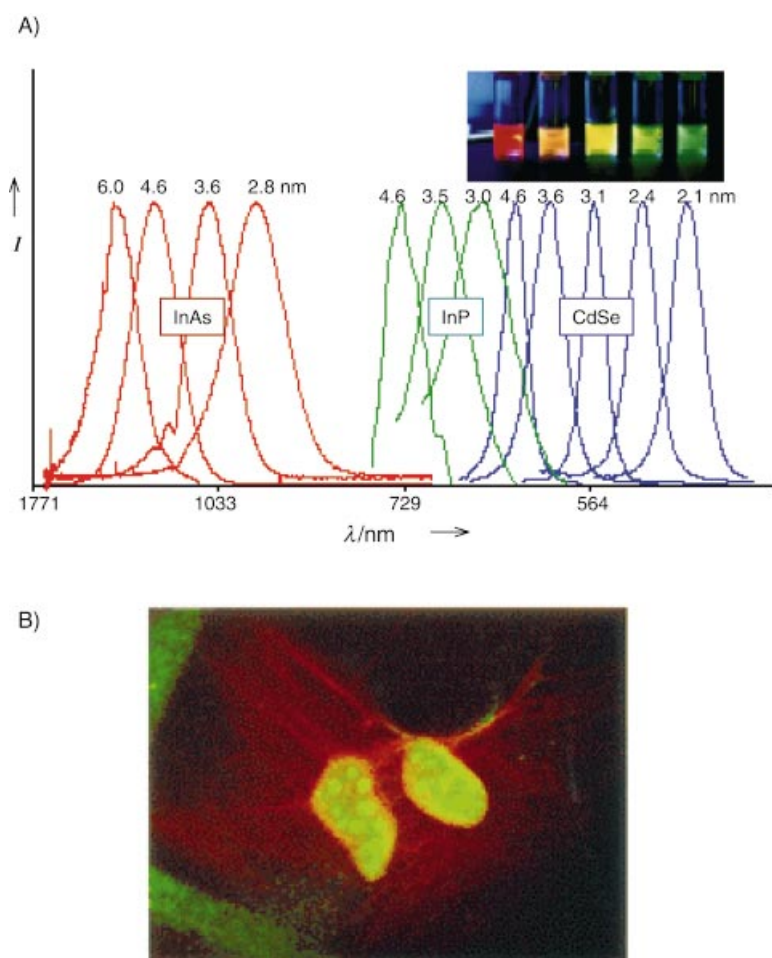 A)
6.0 4.6 3.6 2.8 nm
4.6 3.5 3.0 4.6 3.6 3.1 2.4 2.1 nm
I
InAs InP CdSe
1771 1033 729 564
λ/nm
B)